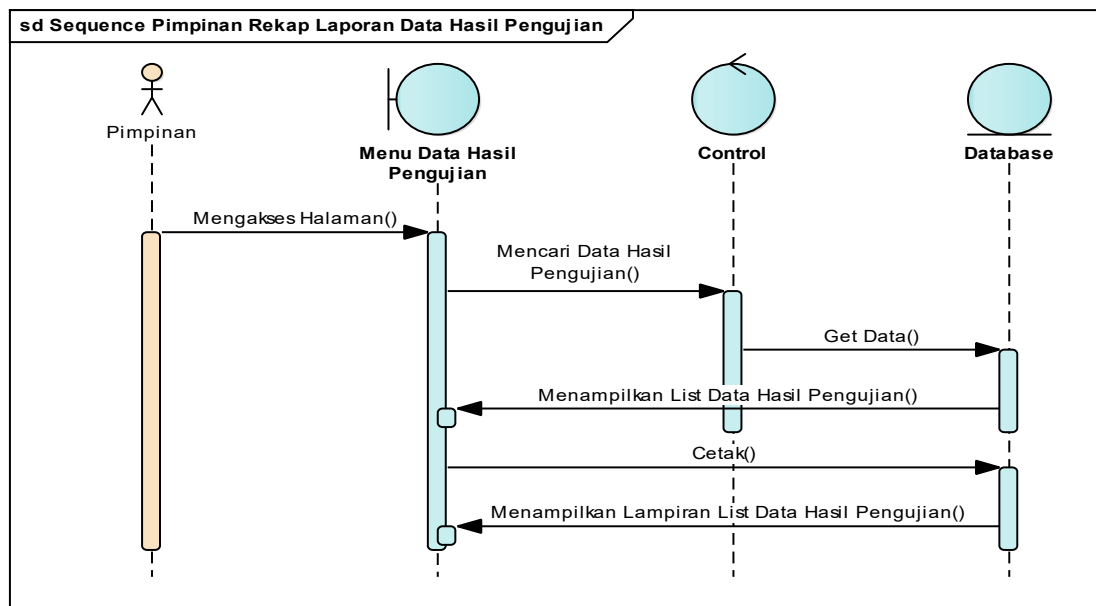 sd Sequence Pimpinan Rekap Laporan Data Hasil Pengujian
Pimpinan
Menu Data Hasil
Pengujian
Control
Database
Mengakses Halaman()
Mencari Data Hasil
Pengujian()
Get Data()
Menampilkan List Data Hasil Pengujian()
Cetak()
Menampilkan Lampiran List Data Hasil Pengujian()